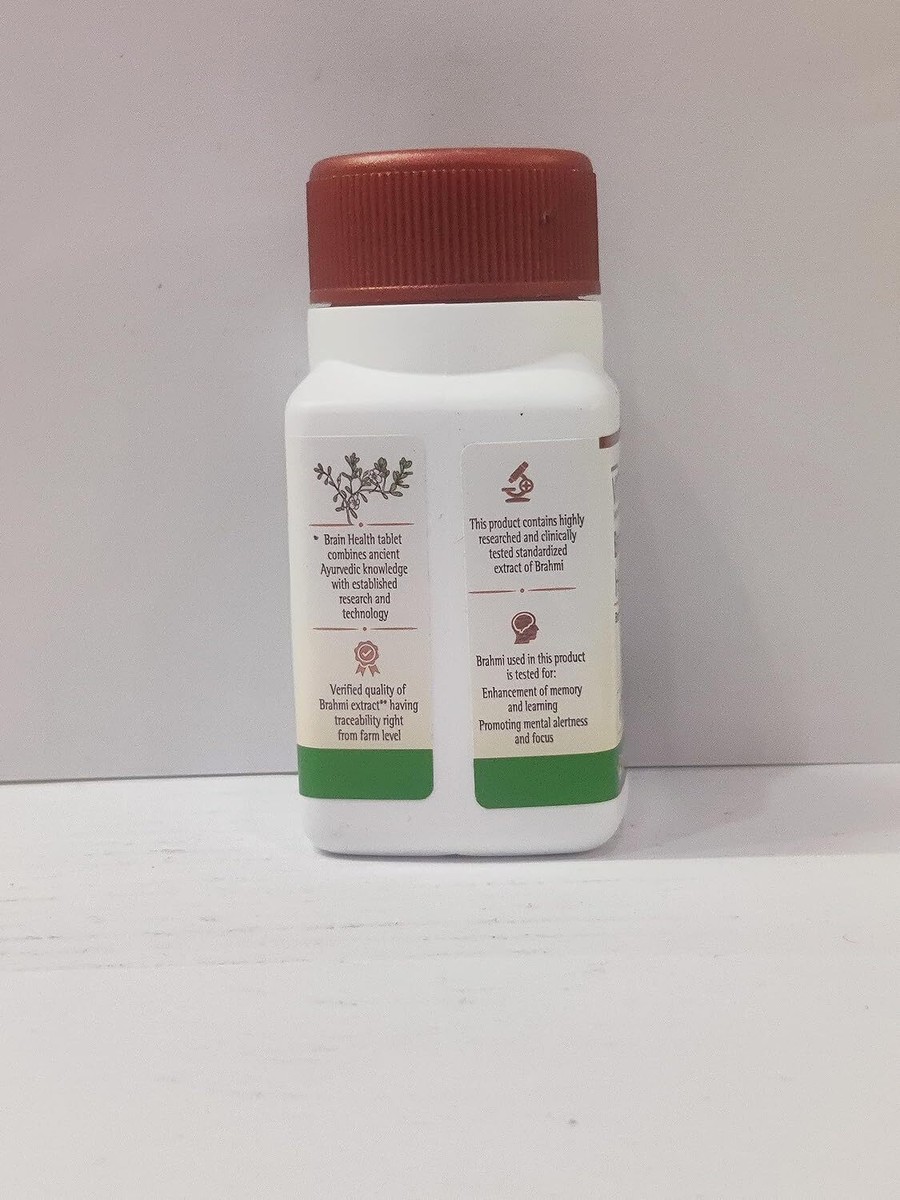 Brain Health tablet
combines ancient
Ayurvedic knowledge
with established
research and
technology
Verified quality of
Brahmi extract** having
traceability right
from farm level
This product contains highly
researched and clinically
tested standardized
extract of Brahmi
Brahmi used in this product
is tested for:
Enhancement of memory
and learning
Promoting mental alertness
and focus